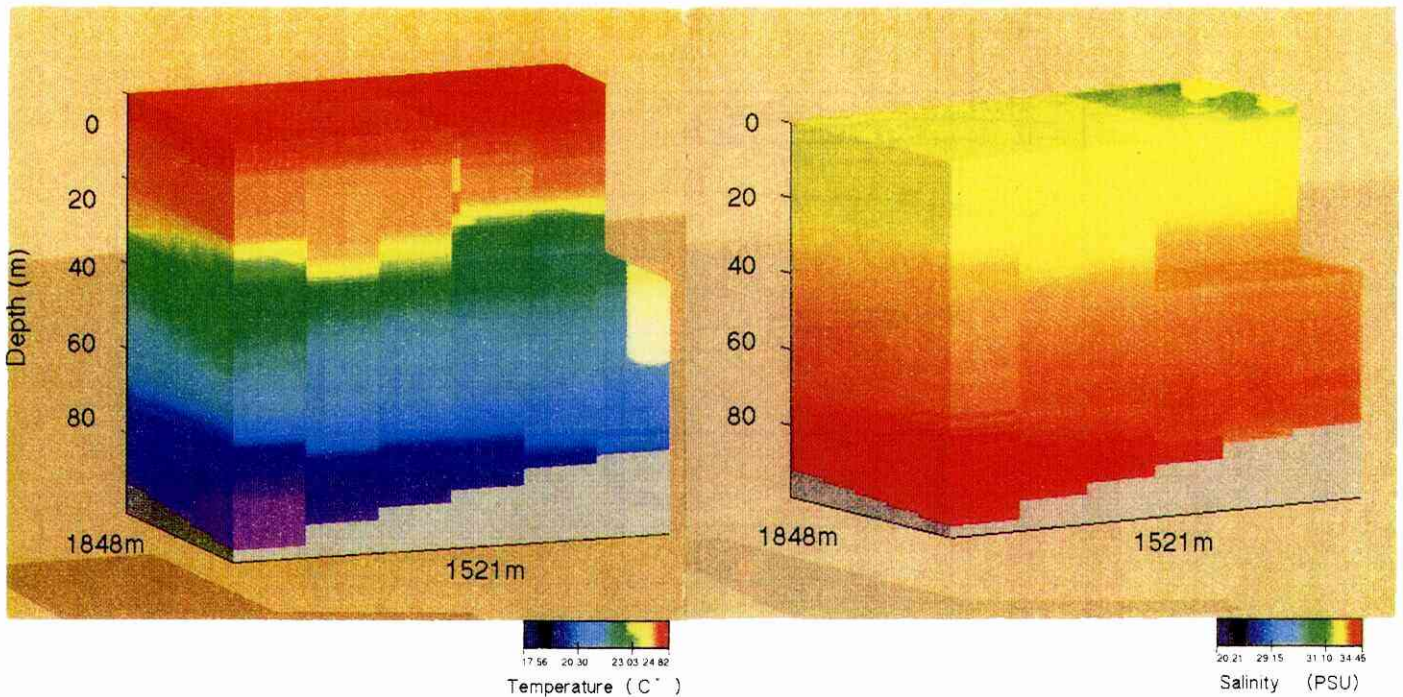 Depth (m)
0
20
40
60
80
1848m
1521m
17 56 20 30 23 03 24 82
Temperature ( C˚ )
0
20
40
60
80
1848m
1521m
20 21 29 15 31 10 34 45
Salinity (PSU)